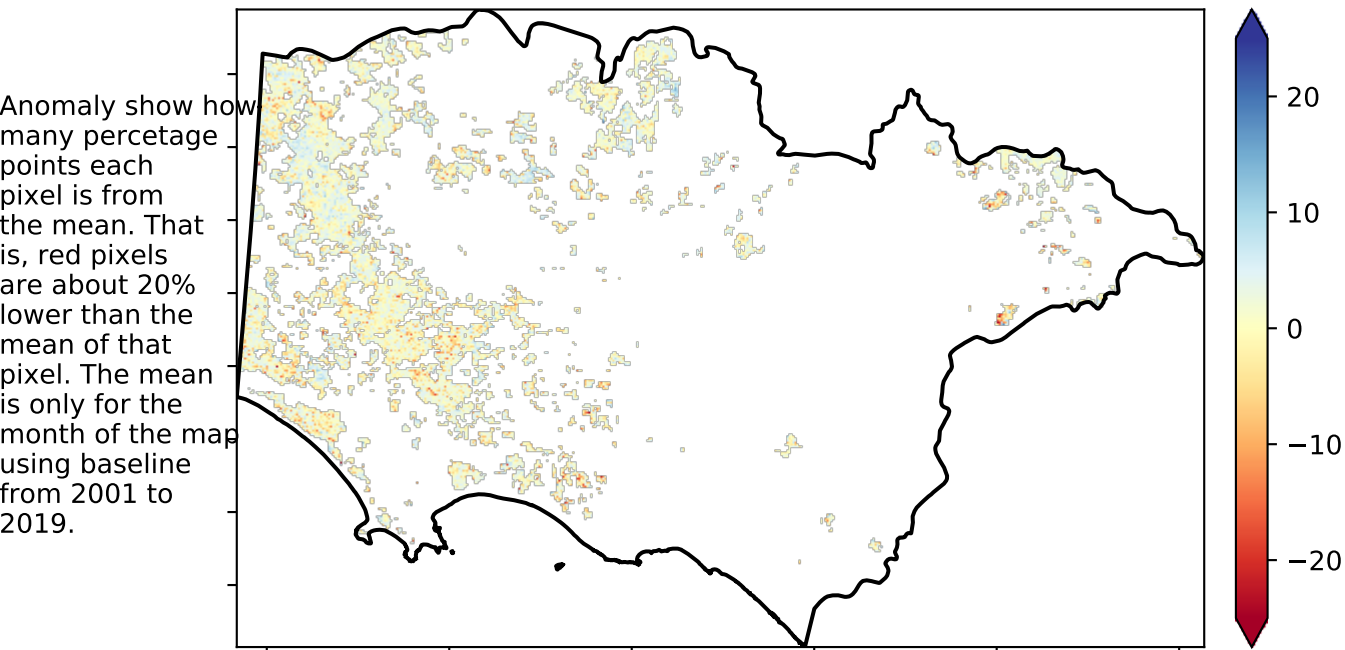 Anomaly show how
many percetage
points each
pixel is from
the mean. That
is, red pixels
are about 20%
lower than the
mean of that
pixel. The mean
is only for the
month of the map
using baseline
from 2001 to
2019.
20
10
0
−10
−20